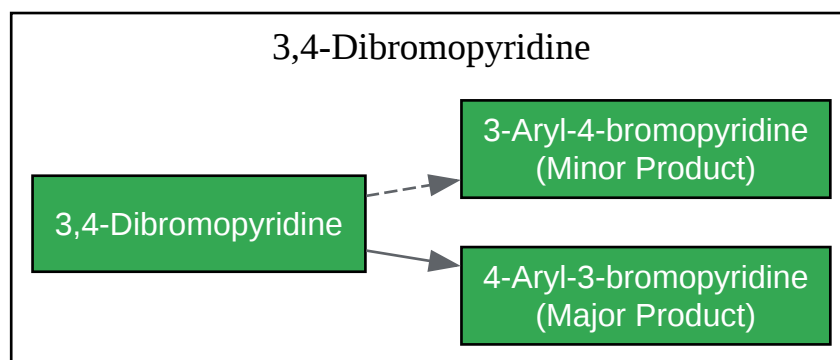 3,4-Dibromopyridine
3-Aryl-4-bromopyridine
(Minor Product)
3,4-Dibromopyridine
4-Aryl-3-bromopyridine
(Major Product)